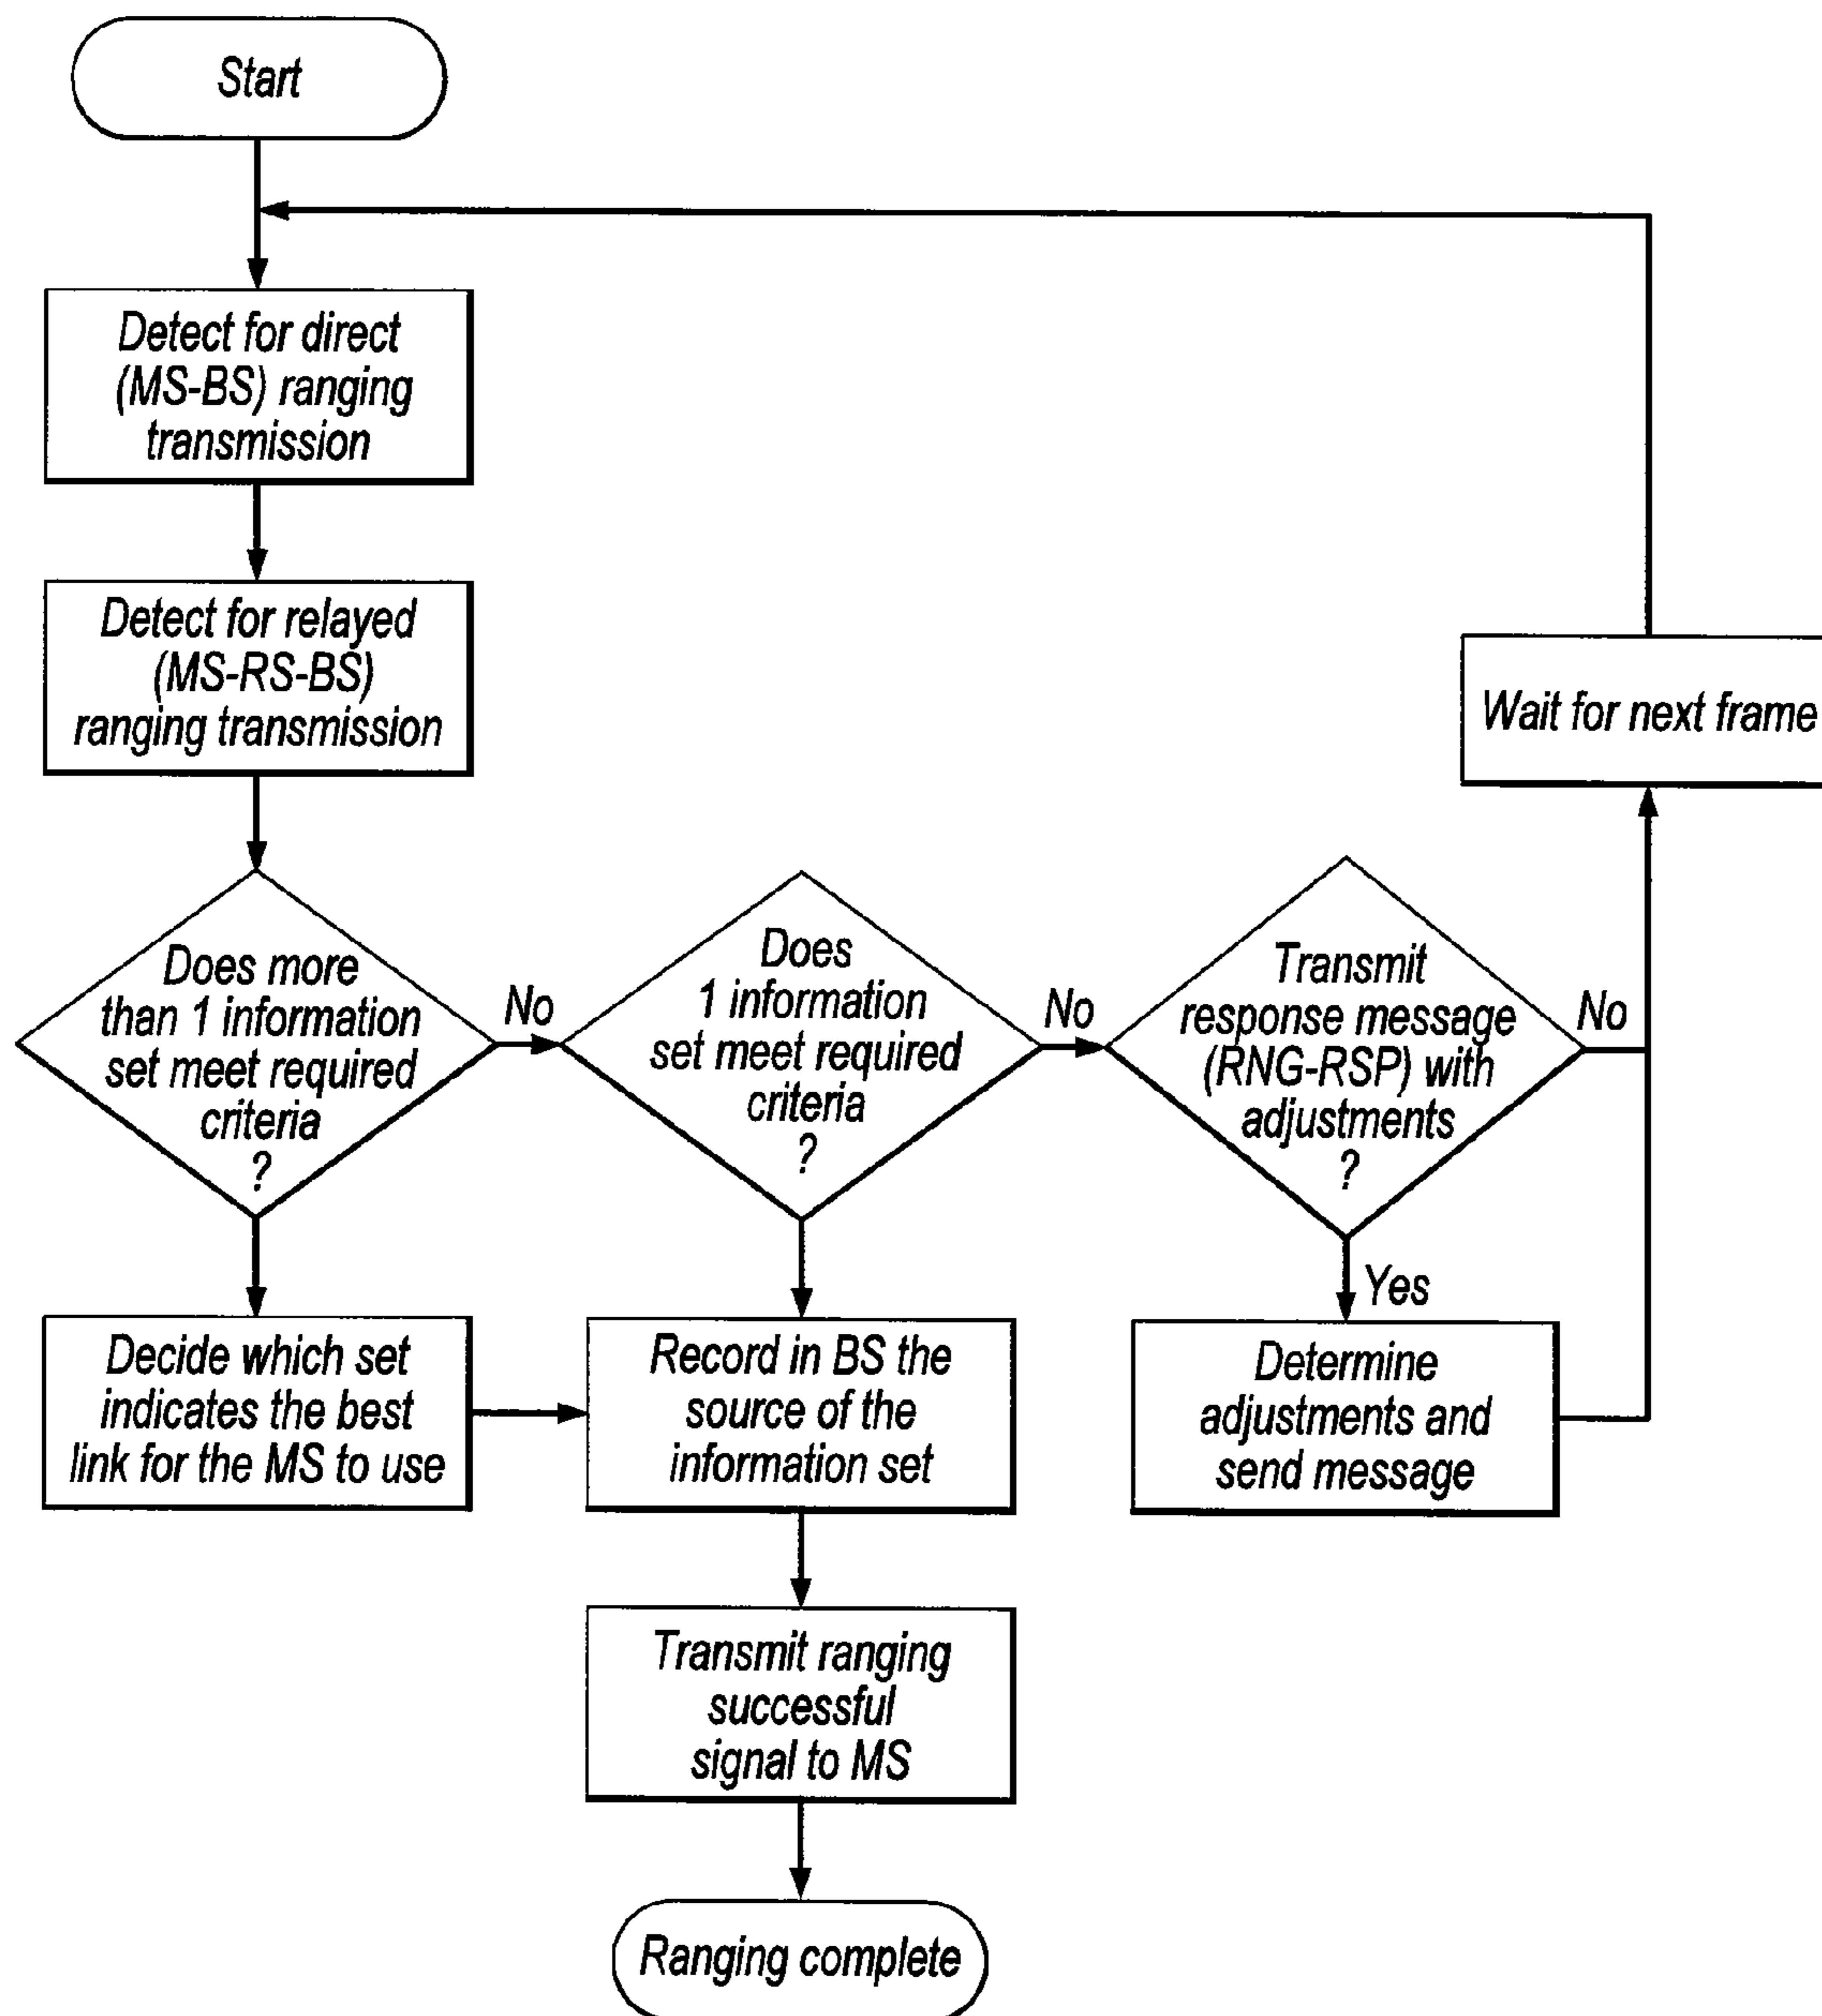 Start
Detect for direct
(MS-BS) ranging
transmission
Detect for relayed
(MS-RS-BS)
ranging transmission
Wait for next frame
Does more
than 1 information
set meet required
criteria
?
No
Does
1 information
set meet required
criteria
?
No
Transmit
response message
(RNG-RSP) with
adjustments
?
No
Yes
Decide which set
indicates the best
link for the MS to use
Record in BS the
source of the
information set
Determine
adjustments and
send message
Transmit ranging
successful
signal to MS
Ranging complete